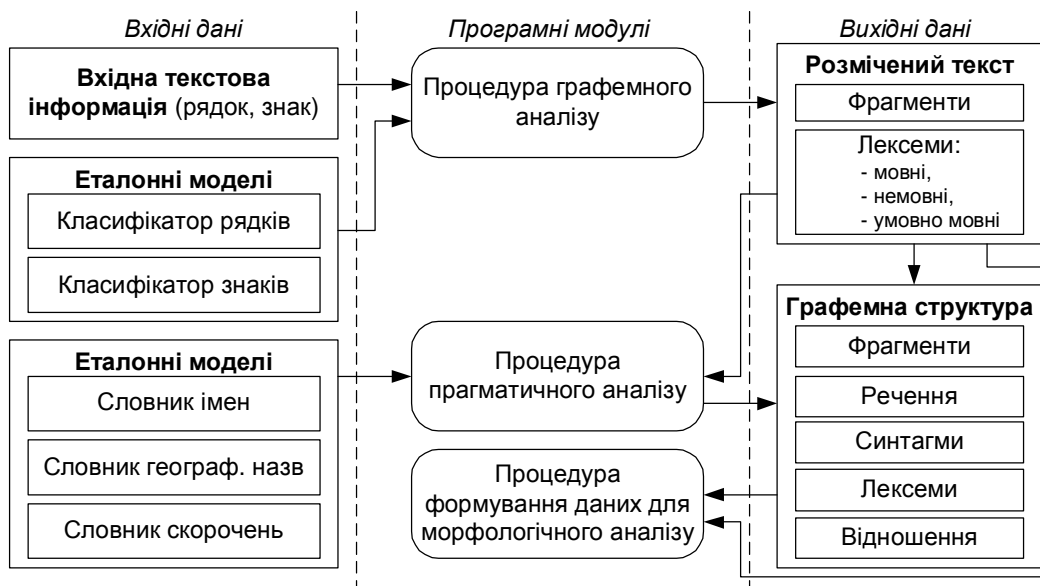 Вхідні дані
Програмні модулі
Вихідні дані
Вхідна текстова
інформація (рядок, знак)
Еталонні моделі
Класифікатор рядків
Класифікатор знаків
Еталонні моделі
Словник імен
Словник географ. назв
Словник скорочень
Процедура графемного
аналізу
Процедура
прагматичного аналізу
Процедура
формування даних для
морфологічного аналізу
Розмічений текст
Фрагменти
Лексеми:
- мовні,
- немовні,
- умовно мовні
Графемна структура
Фрагменти
Речення
Синтагми
Лексеми
Відношення